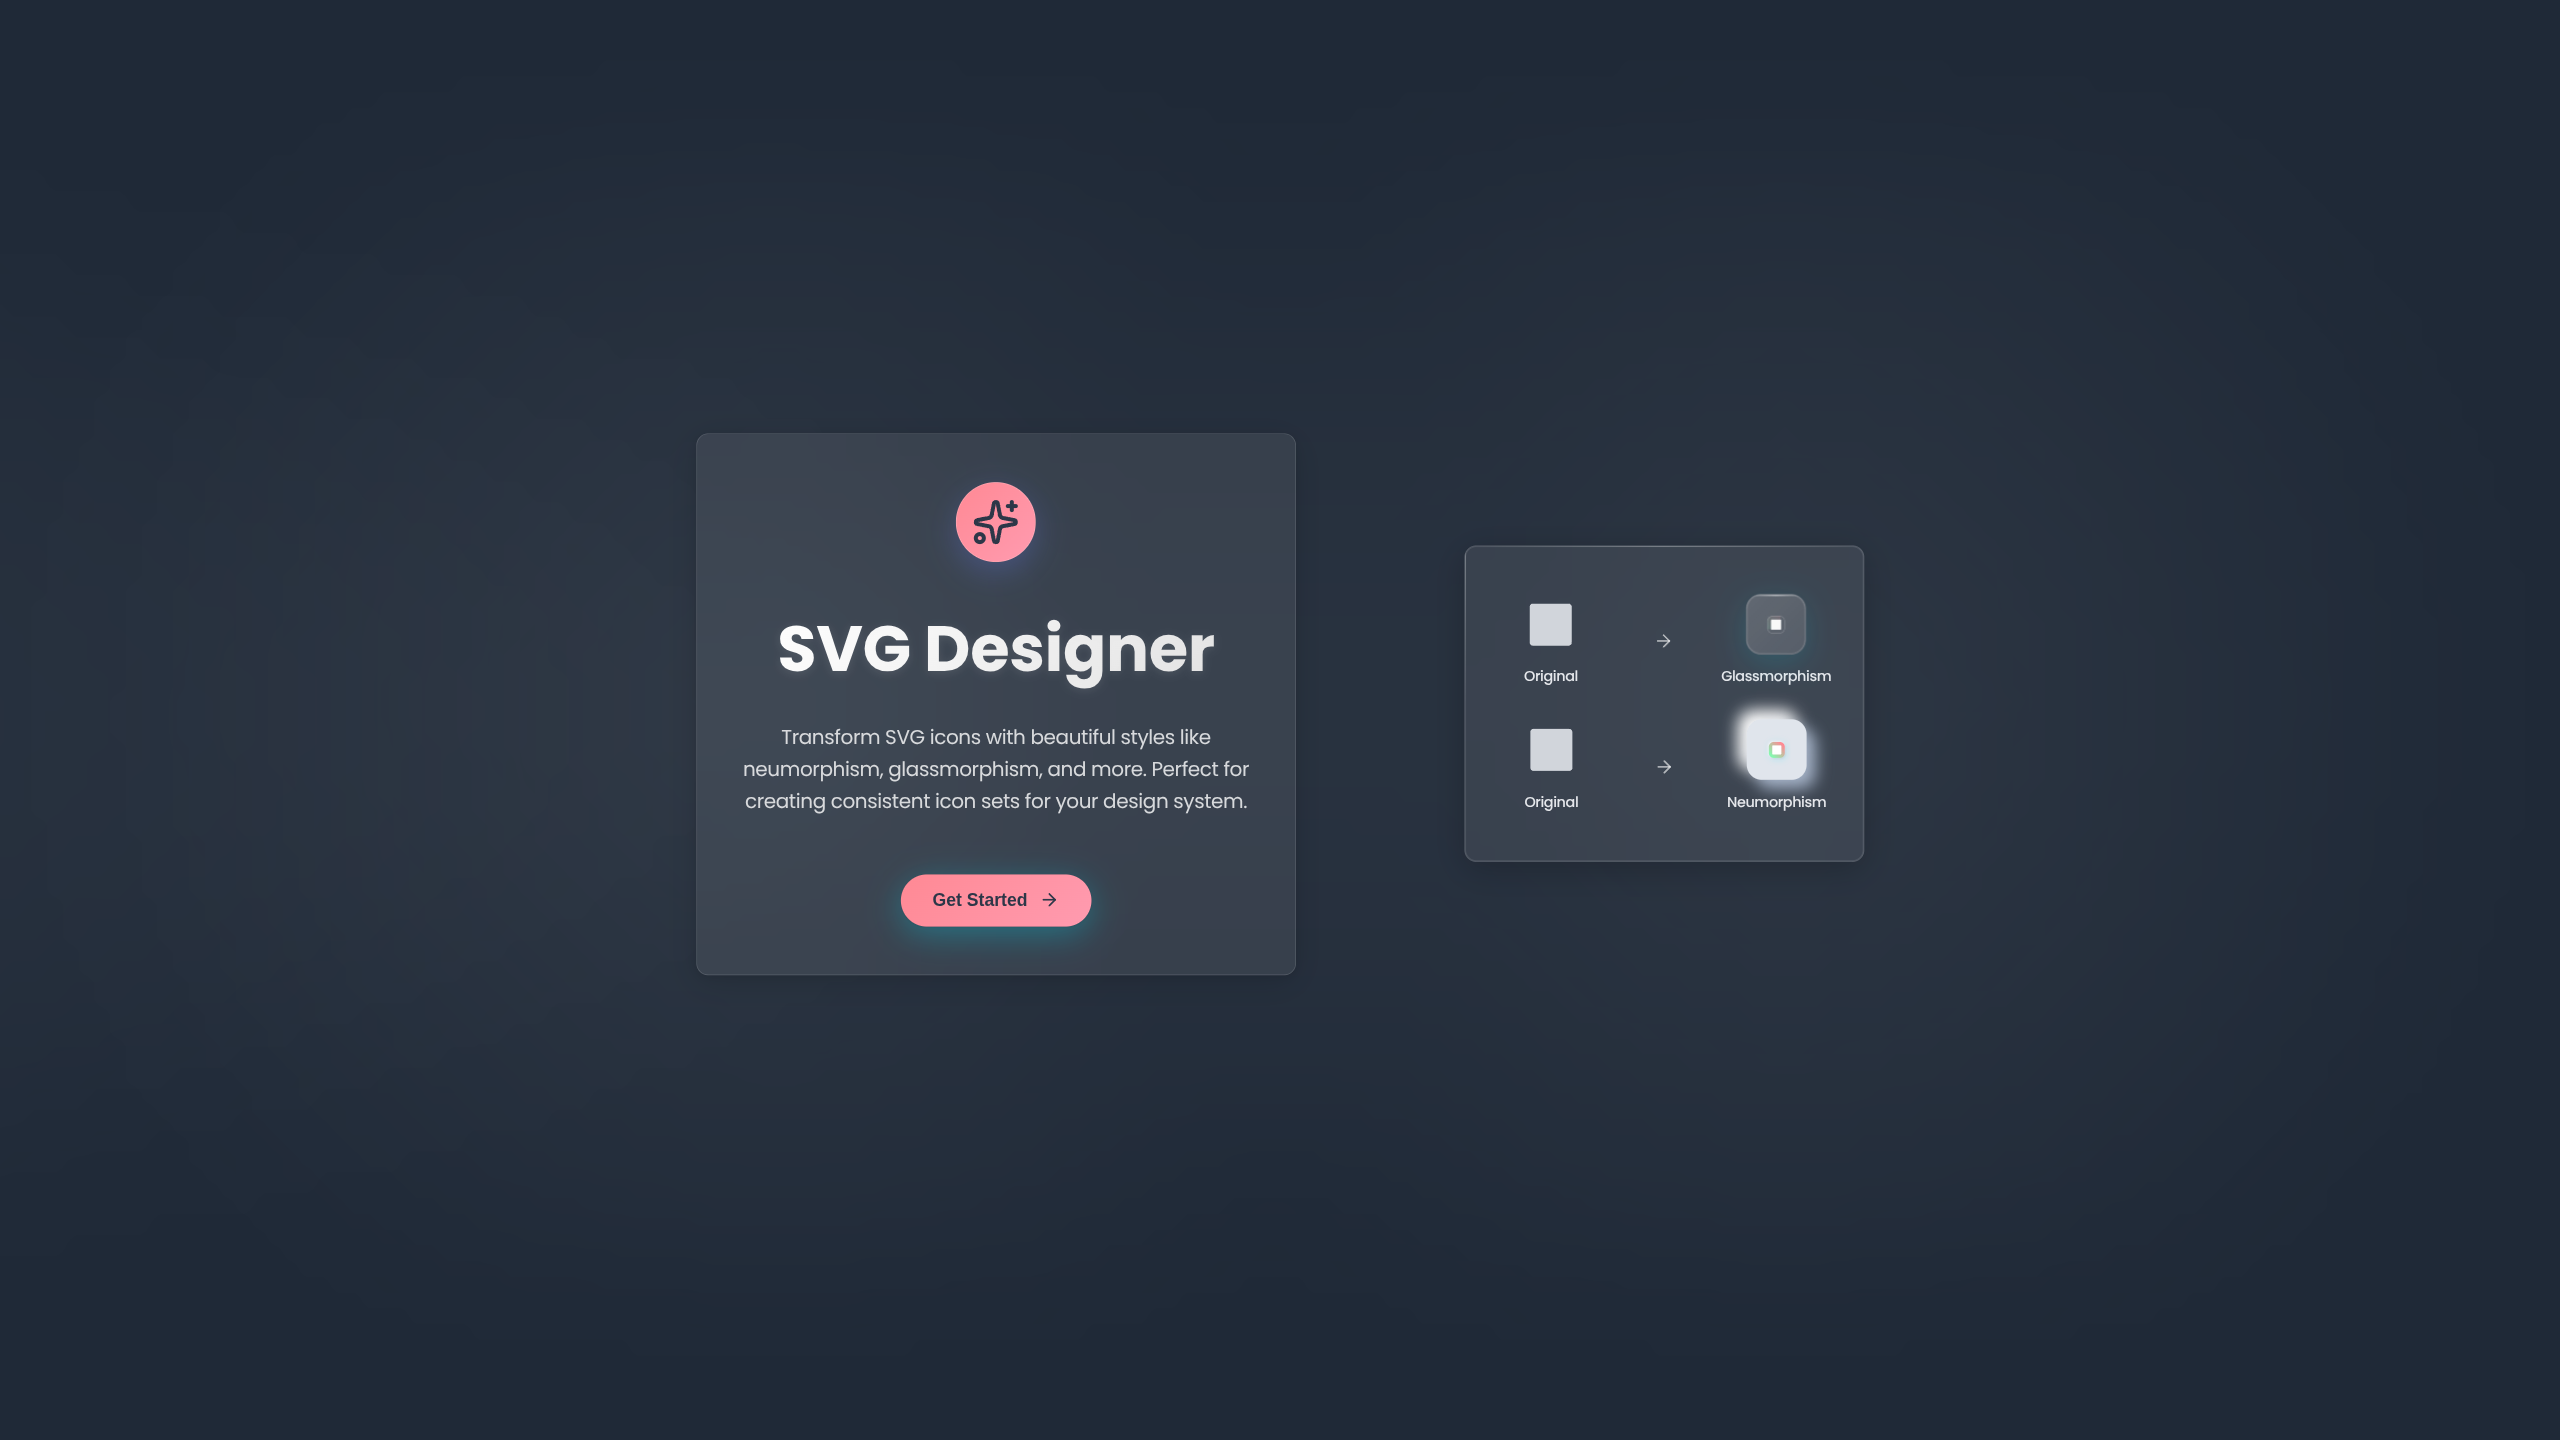 SVG Designer
Transform SVG icons with beautiful styles like
neumorphism, glassmorphism, and more. Perfect for
creating consistent icon sets for your design system.
Get Started
Original
Glassmorphism
Original
Neumorphism